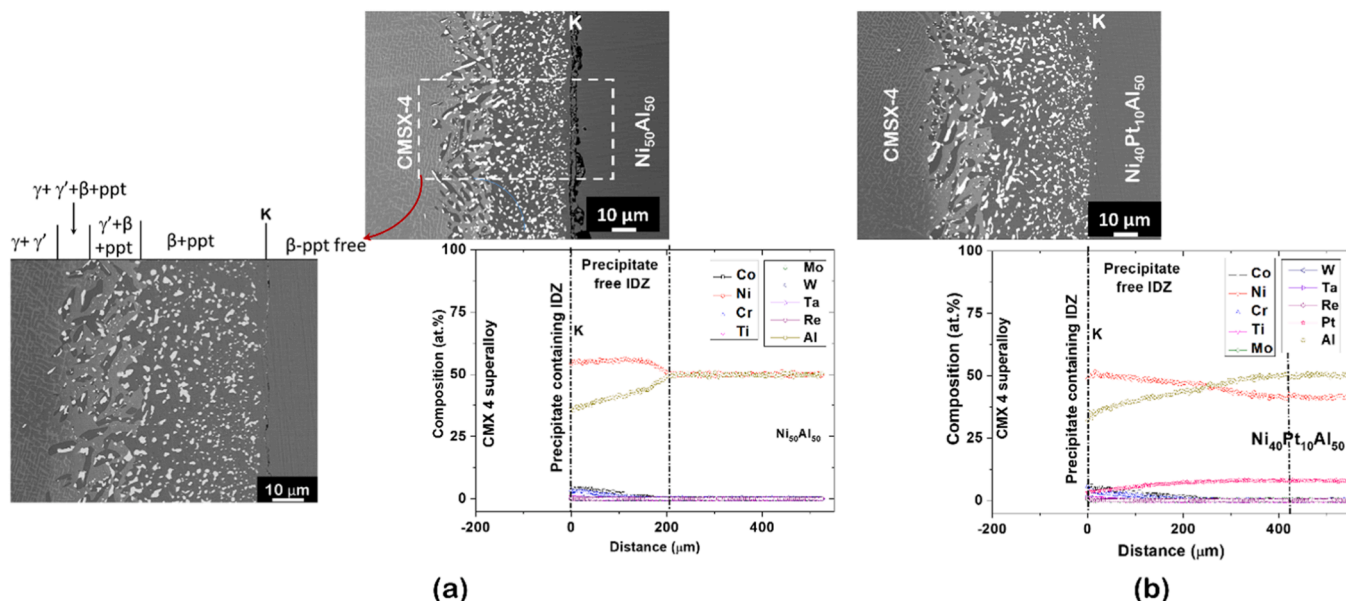 γ+ γ'+β+ppt
γ+ γ'
γ'+β
+ppt
β+ppt
K
β-ppt free
10 μm
K
CMSX-4
Ni₅₀Al₅₀
10 μm
100
75
50
25
0
Composition (at.%)
Precipitate
free IDZ
K
CMX 4 superalloy
Precipitate containing IDZ
Co
Ni
Cr
Ti
Mo
W
Ta
Re
Al
Ni₅₀Al₅₀
-200
0
200
400
Distance (μm)
(a)
K
CMSX-4
Ni₄₀Pt₁₀Al₅₀
10 μm
100
75
50
25
0
Composition (at.%)
Precipitate
free IDZ
K
CMX 4 superalloy
Precipitate containing IDZ
Co
Ni
Cr
Ti
Mo
W
Ta
Re
Pt
Al
Ni₄₀Pt₁₀Al₅₀
-200
0
200
400
Distance (μm)
(b)